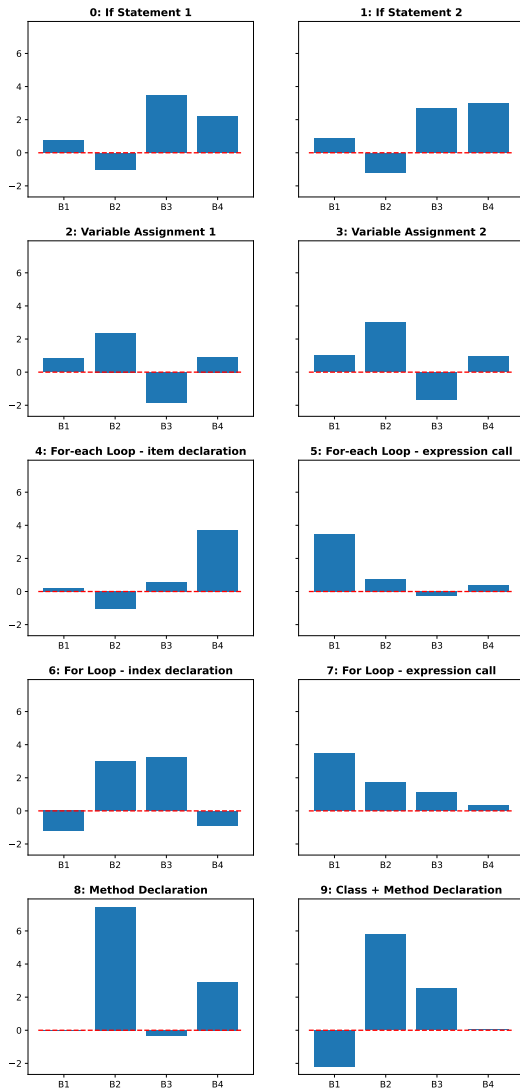 0: If Statement 1
1: If Statement 2
6
4
2
0
−2
B1 B2 B3 B4
B1 B2 B3 B4
2: Variable Assignment 1
3: Variable Assignment 2
6
4
2
0
−2
B1 B2 B3 B4
B1 B2 B3 B4
4: For-each Loop - item declaration
5: For-each Loop - expression call
6
4
2
0
−2
B1 B2 B3 B4
B1 B2 B3 B4
6: For Loop - index declaration
7: For Loop - expression call
6
4
2
0
−2
B1 B2 B3 B4
B1 B2 B3 B4
8: Method Declaration
9: Class + Method Declaration
6
4
2
0
−2
B1 B2 B3 B4
B1 B2 B3 B4